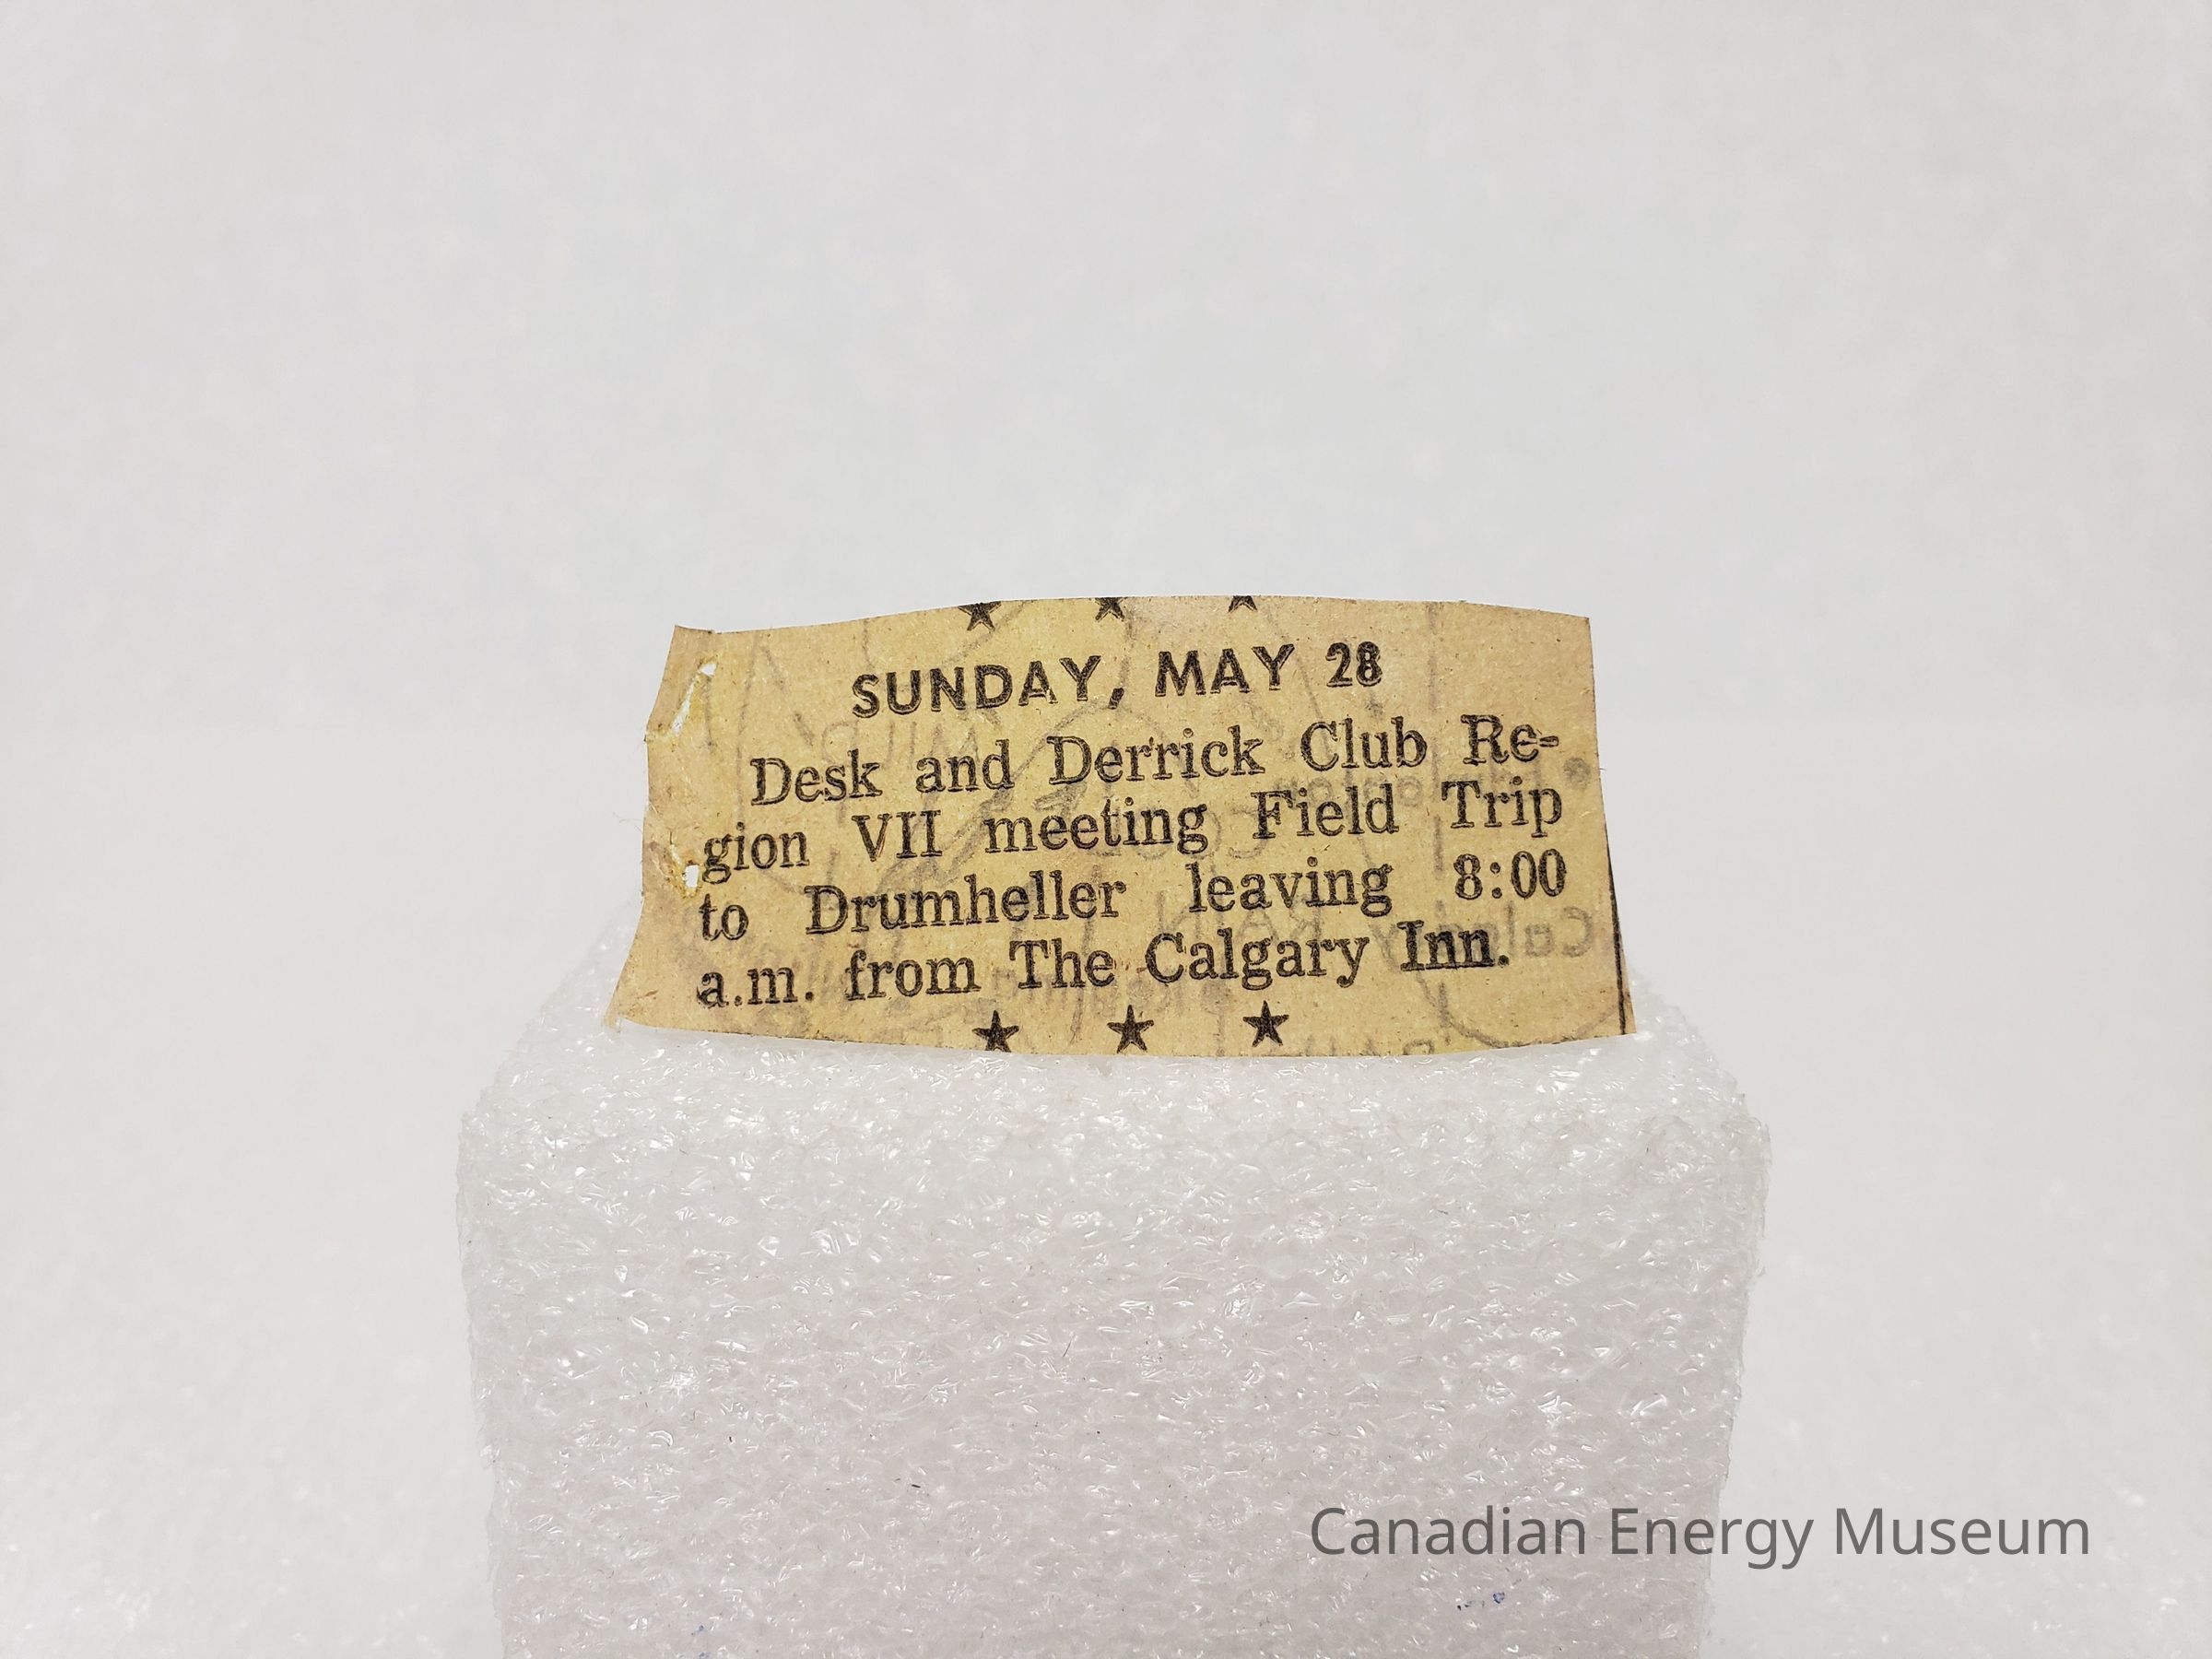 SUNDAY, MAY 28
Desk and Derrick Club Re-
gion VII meeting Field Trip
to Drumheller leaving 8:00
a.m. from The Calgary Inn.
Canadian Energy Museum